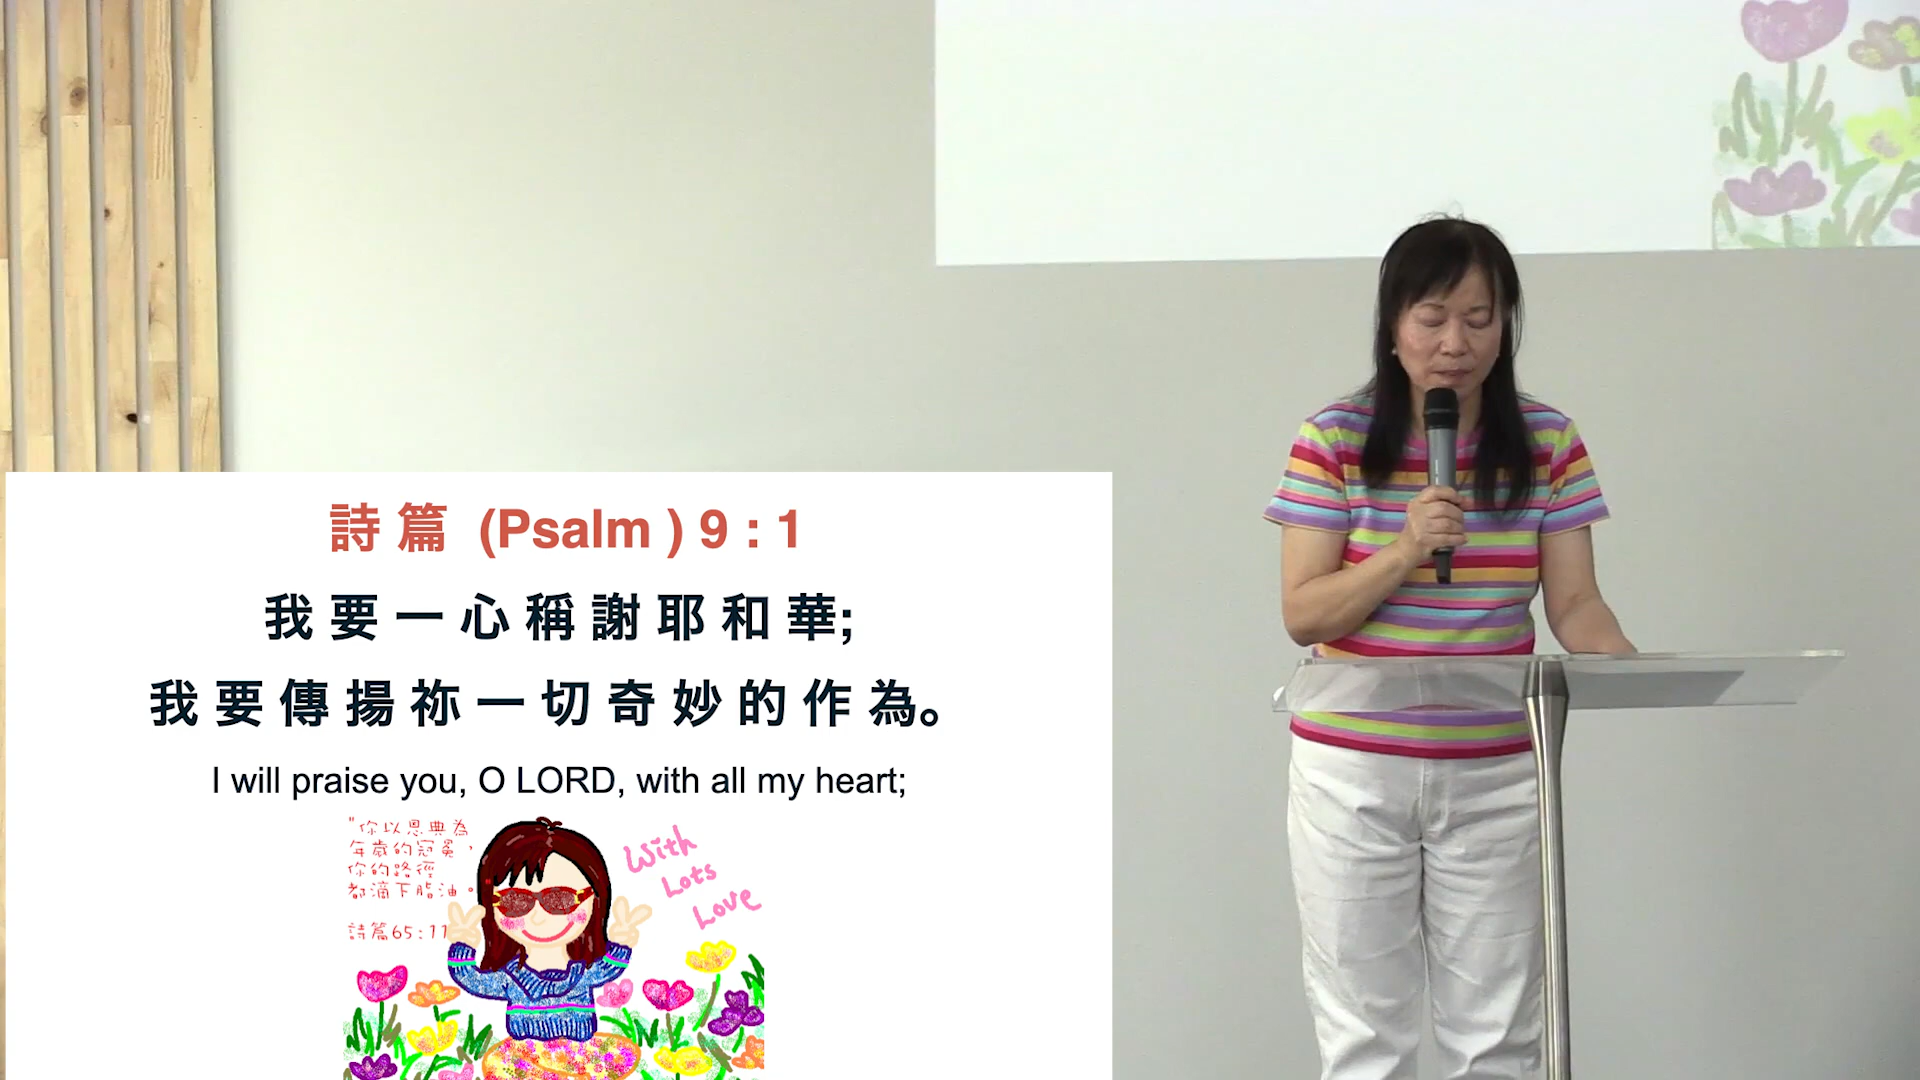 詩篇 (Psalm ) 9 : 1
我要一心稱謝耶和華;
我要傳揚祢一切奇妙的作為。
I will praise you, O LORD, with all my heart;
"你以恩典為
年歲的冠冕，
你的路徑
都滴下脂油。
詩篇65:11
With
Lots
Love